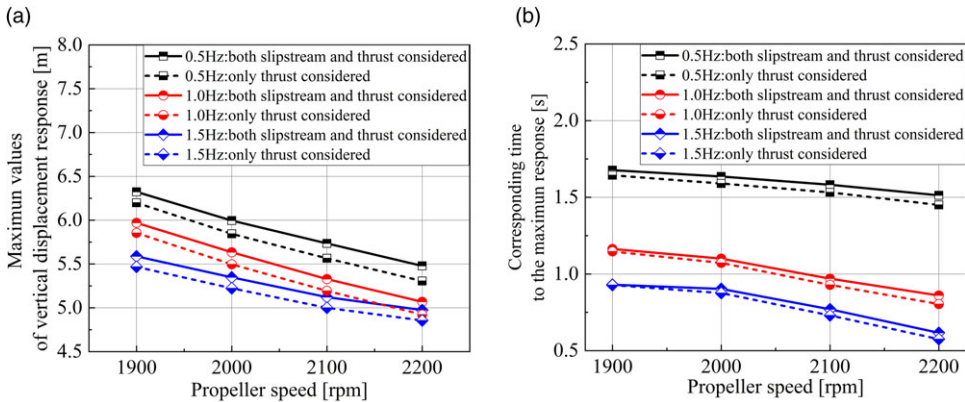 (a)
Maximum values
of vertical displacement response [m]
8.0
7.5
7.0
6.5
6.0
5.5
5.0
4.5
0.5Hz:both slipstream and thrust considered
0.5Hz:only thrust considered
1.0Hz:both slipstream and thrust considered
1.0Hz:only thrust considered
1.5Hz:both slipstream and thrust considered
1.5Hz:only thrust considered
1900 2000 2100 2200
Propeller speed [rpm]
(b)
Corresponding time
to the maximun response [s]
2.5
2.0
1.5
1.0
0.5
0.5Hz:both slipstream and thrust considered
0.5Hz:only thrust considered
1.0Hz:both slipstream and thrust considered
1.0Hz:only thrust considered
1.5Hz:both slipstream and thrust considered
1.5Hz:only thrust considered
1900 2000 2100 2200
Propeller speed [rpm]